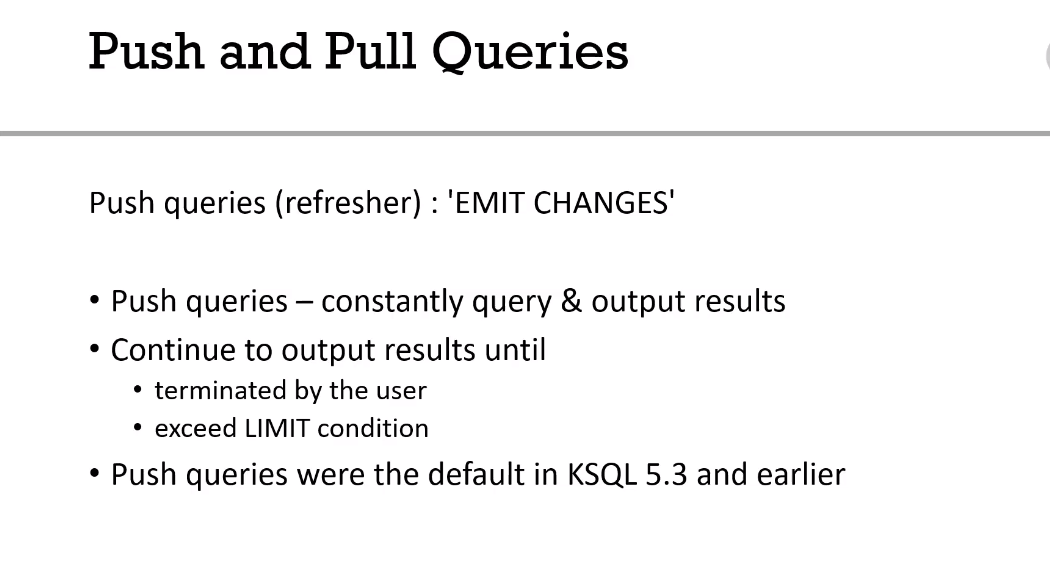 Push and Pull Queries
Push queries (refresher) : 'EMIT CHANGES'
• Push queries – constantly query & output results
• Continue to output results until
• terminated by the user
• exceed LIMIT condition
• Push queries were the default in KSQL 5.3 and earlier